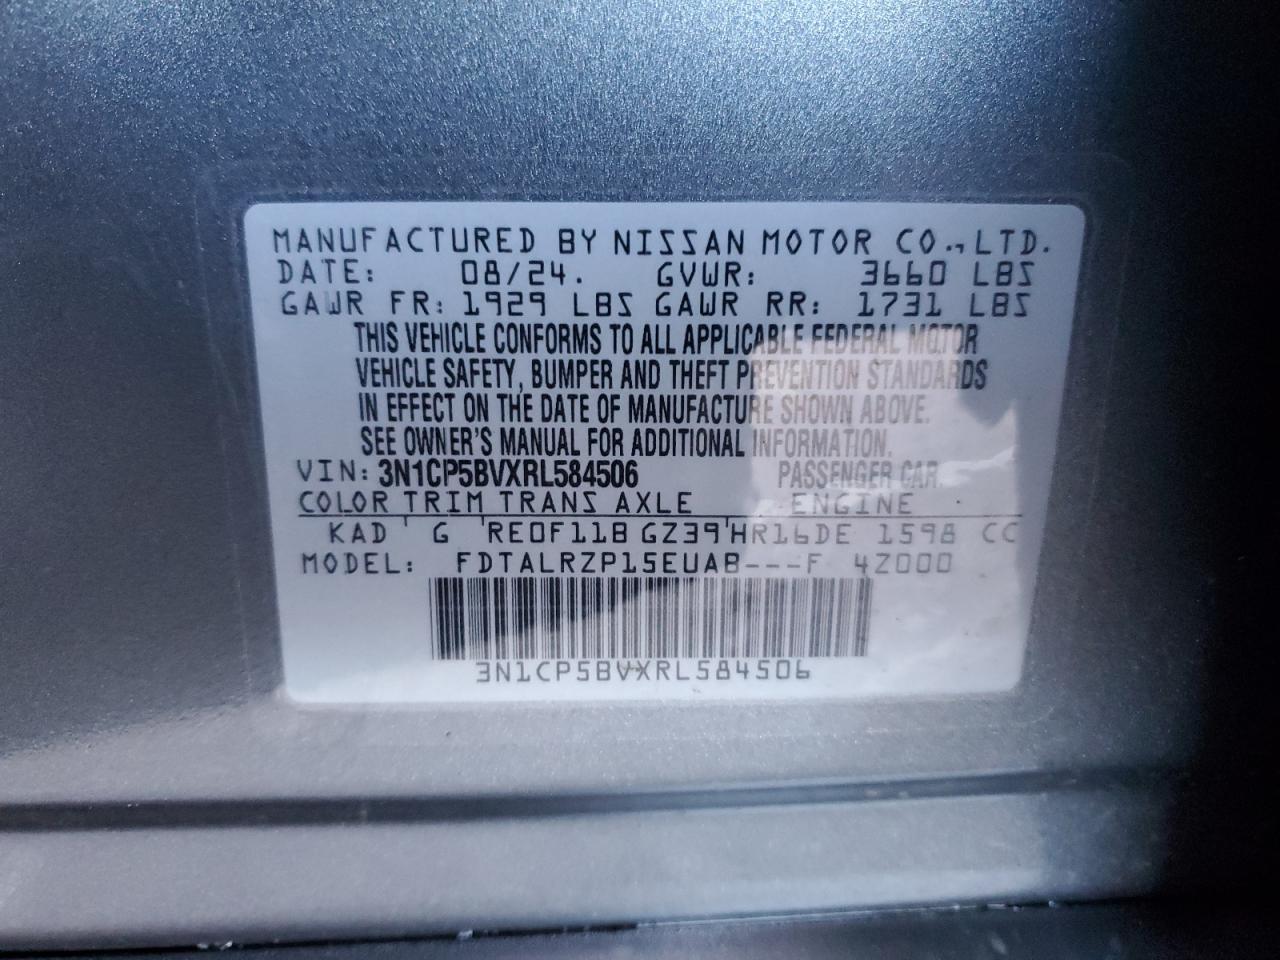 MANUFACTURED BY NISSAN MOTOR CO.,LTD.
DATE: 08/24. GVWR: 3660 LBS
GAWR FR: 1929 LBS GAWR RR: 1731 LBS
THIS VEHICLE CONFORMS TO ALL APPLICABLE FEDERAL MOTOR
VEHICLE SAFETY, BUMPER AND THEFT PREVENTION STANDARDS
IN EFFECT ON THE DATE OF MANUFACTURE SHOWN ABOVE.
SEE OWNER'S MANUAL FOR ADDITIONAL INFORMATION.
VIN: 3N1CP5BVXRL584506 PASSENGER CAR
COLOR TRIM TRANS AXLE ENGINE
KAD G RE0F11B GZ39 HR16DE 1598 CC
MODEL: FDTALRZP15EUAB---F 4Z000
3N1CP5BVXRL584506